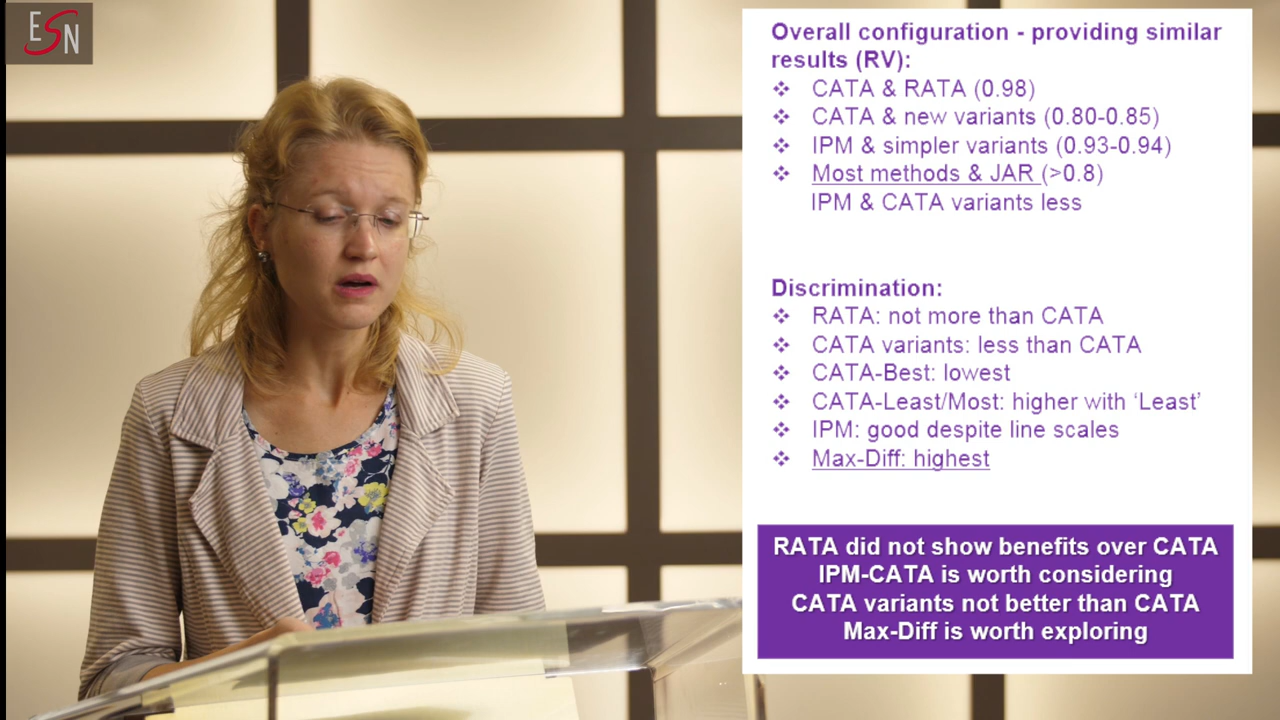 ESN
Overall configuration - providing similar
results (RV):
❖ CATA & RATA (0.98)
❖ CATA & new variants (0.80-0.85)
❖ IPM & simpler variants (0.93-0.94)
❖ Most methods & JAR (>0.8)
IPM & CATA variants less
Discrimination:
❖ RATA: not more than CATA
❖ CATA variants: less than CATA
❖ CATA-Best: lowest
❖ CATA-Least/Most: higher with ‘Least’
❖ IPM: good despite line scales
❖ Max-Diff: highest
RATA did not show benefits over CATA
IPM-CATA is worth considering
CATA variants not better than CATA
Max-Diff is worth exploring